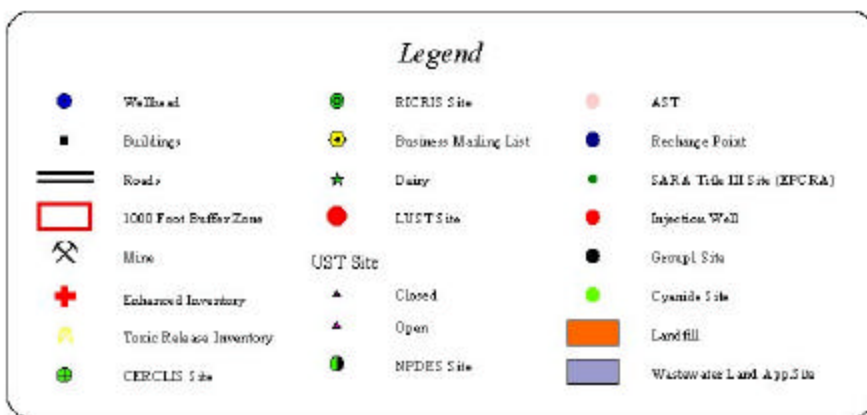 Legend
Wellhead
Buildings
Roads
1000 Foot Buffer Zone
Mine
Enhanced Inventory
Toxic Release Inventory
CERCLIS Site
RICRIS Site
Business Mailing List
Dairy
LUST Site
UST Site
Closed
Open
NPDES Site
AST
Recharge Point
SARA Title III Site (EPCRA)
Injection Well
Group1 Site
Cyanide Site
Landfill
Wastewater Land App.Site